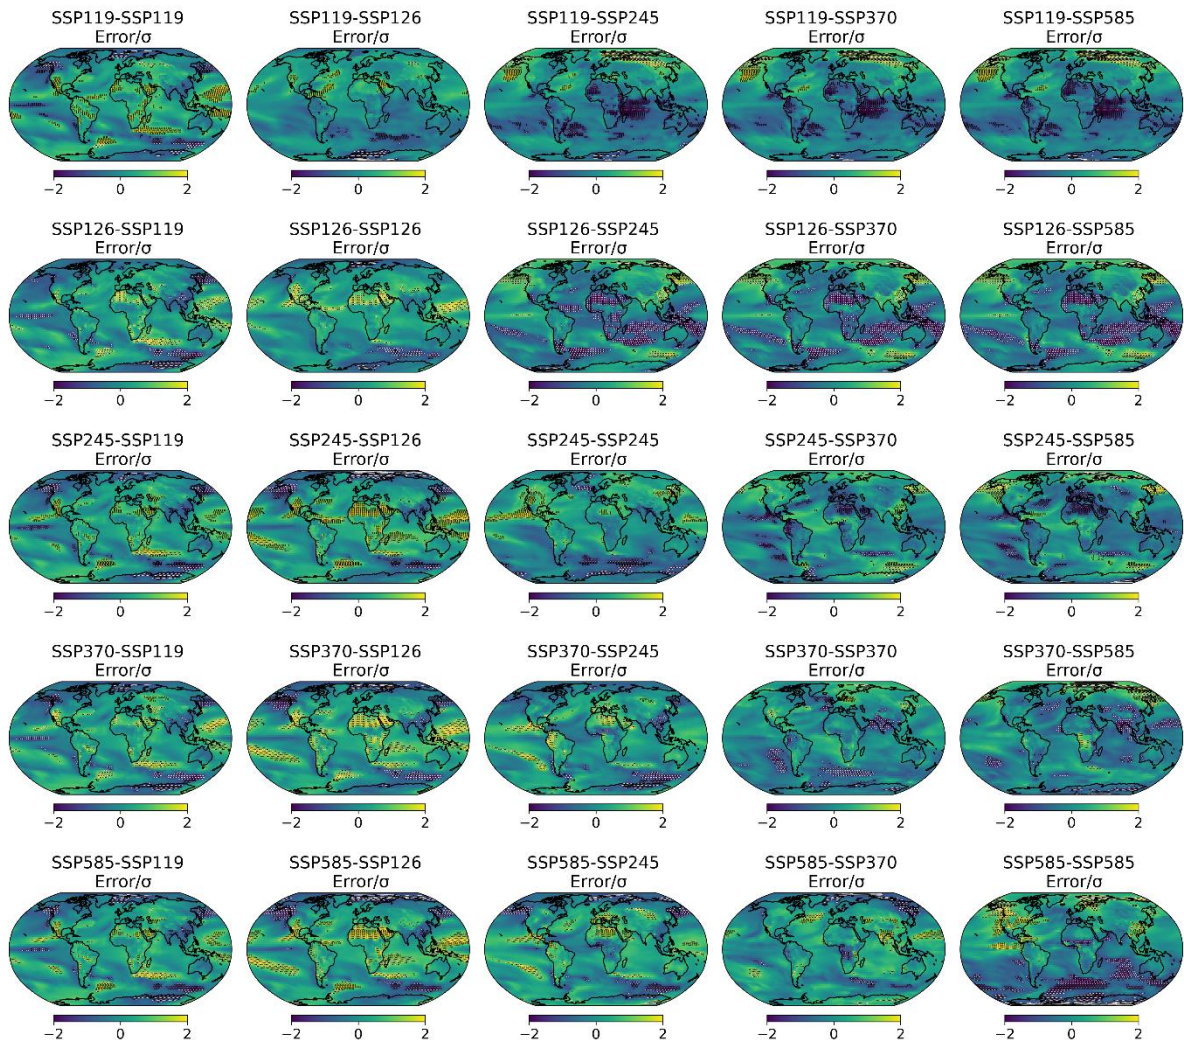 SSP119-SSP119 SSP119-SSP126 SSP119-SSP245 SSP119-SSP370 SSP119-SSP585
Error/σ Error/σ Error/σ Error/σ Error/σ
−2 0 2 −2 0 2 −2 0 2 −2 0 2 −2 0 2
SSP126-SSP119 SSP126-SSP126 SSP126-SSP245 SSP126-SSP370 SSP126-SSP585
Error/σ Error/σ Error/σ Error/σ Error/σ
−2 0 2 −2 0 2 −2 0 2 −2 0 2 −2 0 2
SSP245-SSP119 SSP245-SSP126 SSP245-SSP245 SSP245-SSP370 SSP245-SSP585
Error/σ Error/σ Error/σ Error/σ Error/σ
−2 0 2 −2 0 2 −2 0 2 −2 0 2 −2 0 2
SSP370-SSP119 SSP370-SSP126 SSP370-SSP245 SSP370-SSP370 SSP370-SSP585
Error/σ Error/σ Error/σ Error/σ Error/σ
−2 0 2 −2 0 2 −2 0 2 −2 0 2 −2 0 2
SSP585-SSP119 SSP585-SSP126 SSP585-SSP245 SSP585-SSP370 SSP585-SSP585
Error/σ Error/σ Error/σ Error/σ Error/σ
−2 0 2 −2 0 2 −2 0 2 −2 0 2 −2 0 2